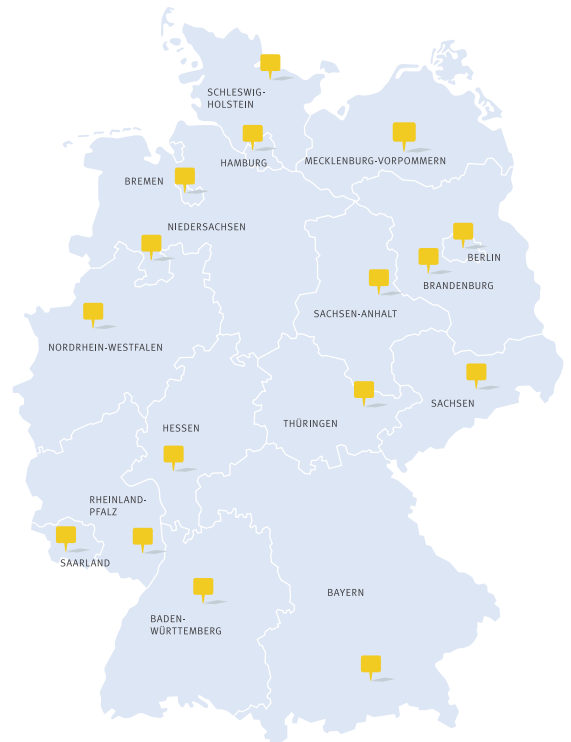 SCHLESWIG-
HOLSTEIN
HAMBURG
MECKLENBURG-VORPOMMERN
BREMEN
NIEDERSACHSEN
BERLIN
BRANDENBURG
SACHSEN-ANHALT
NORDRHEIN-WESTFALEN
SACHSEN
THÜRINGEN
HESSEN
RHEINLAND-
PFALZ
SAARLAND
BAYERN
BADEN-
WÜRTTEMBERG